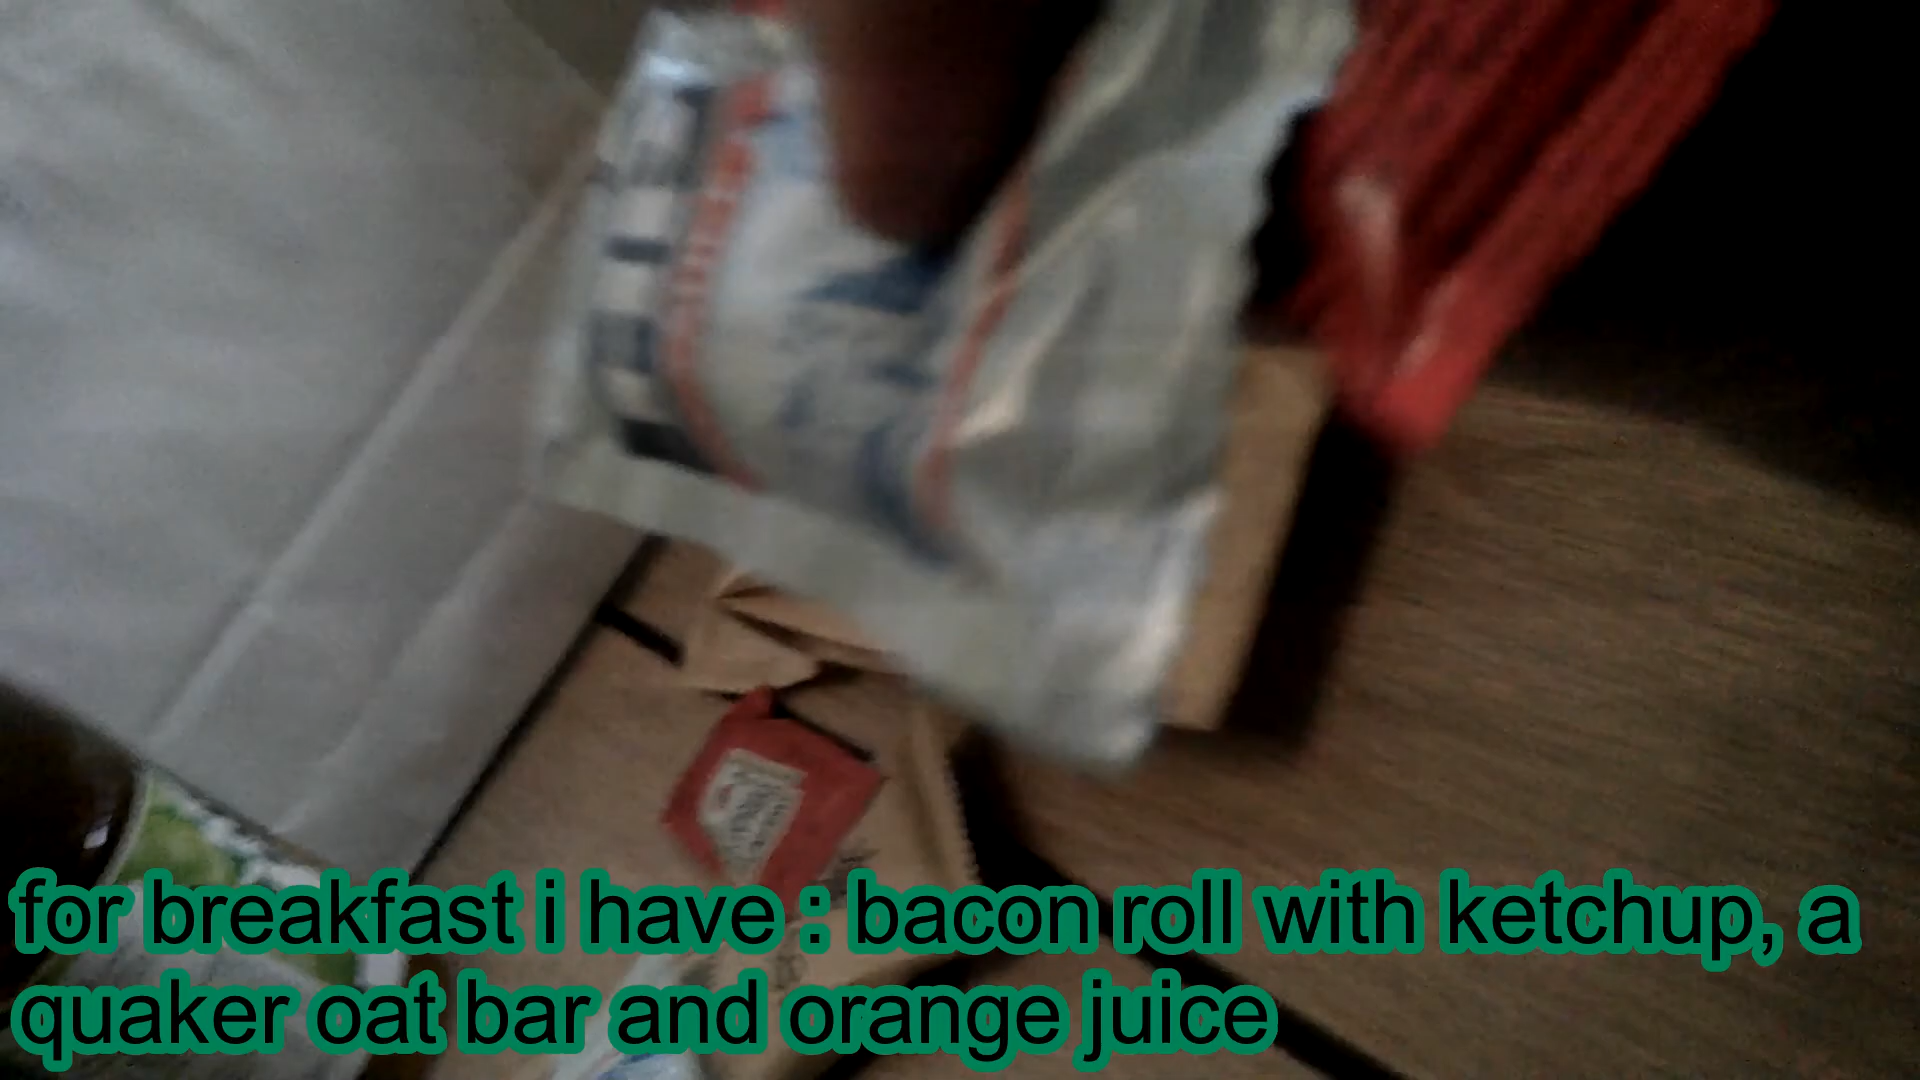 for breakfast i have : bacon roll with ketchup, a
quaker oat bar and orange juice